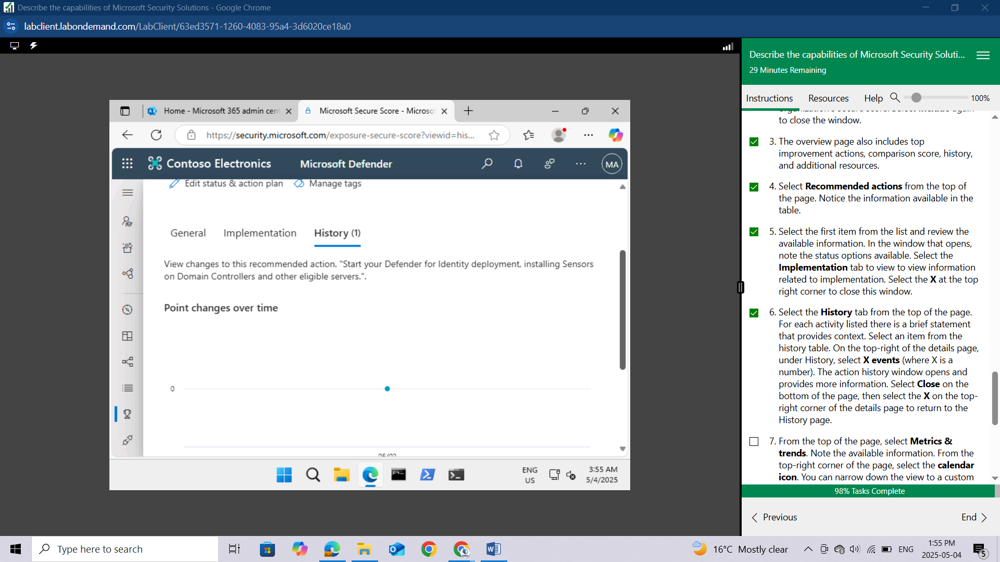 Describe the capabilities of Microsoft Security Solutions - Google Chrome
labclient.labondemand.com/LabClient/63ed3571-1260-4083-95a4-3d6020ce18a0
Describe the capabilities of Microsoft Security Soluti...
29 Minutes Remaining
Instructions Resources Help 100%
to close the window.
3. The overview page also includes top
improvement actions, comparison score, history,
and additional resources.
4. Select Recommended actions from the top of
the page. Notice the information available in the
table.
5. Select the first item from the list and review the
available information. In the window that opens,
note the status options available. Select the
Implementation tab to view to view information
related to implementation. Select the X at the top
right corner to close this window.
6. Select the History tab from the top of the page.
For each activity listed there is a brief statement
that provides context. Select an item from the
history table. On the top-right of the details page,
under History, select X events (where X is a
number). The action history window opens and
provides more information. Select Close on the
bottom of the page, then select the X on the top-
right corner of the details page to return to the
History page.
7. From the top of the page, select Metrics &
trends. Note the available information. From the
top-right corner of the page, select the calendar
icon. You can narrow down the view to a custom
98% Tasks Complete
Previous
End
Home - Microsoft 365 admin cent
Microsoft Secure Score - Microso
https://security.microsoft.com/exposure-secure-score?viewid=his...
Contoso Electronics
Microsoft Defender
MA
Edit status & action plan
Manage tags
General
Implementation
History (1)
View changes to this recommended action. "Start your Defender for Identity deployment, installing Sensors
on Domain Controllers and other eligible servers.".
Point changes over time
0
ENG
US
3:55 AM
5/4/2025
Type here to search
16°C Mostly clear
ENG
1:55 PM
2025-05-04
5